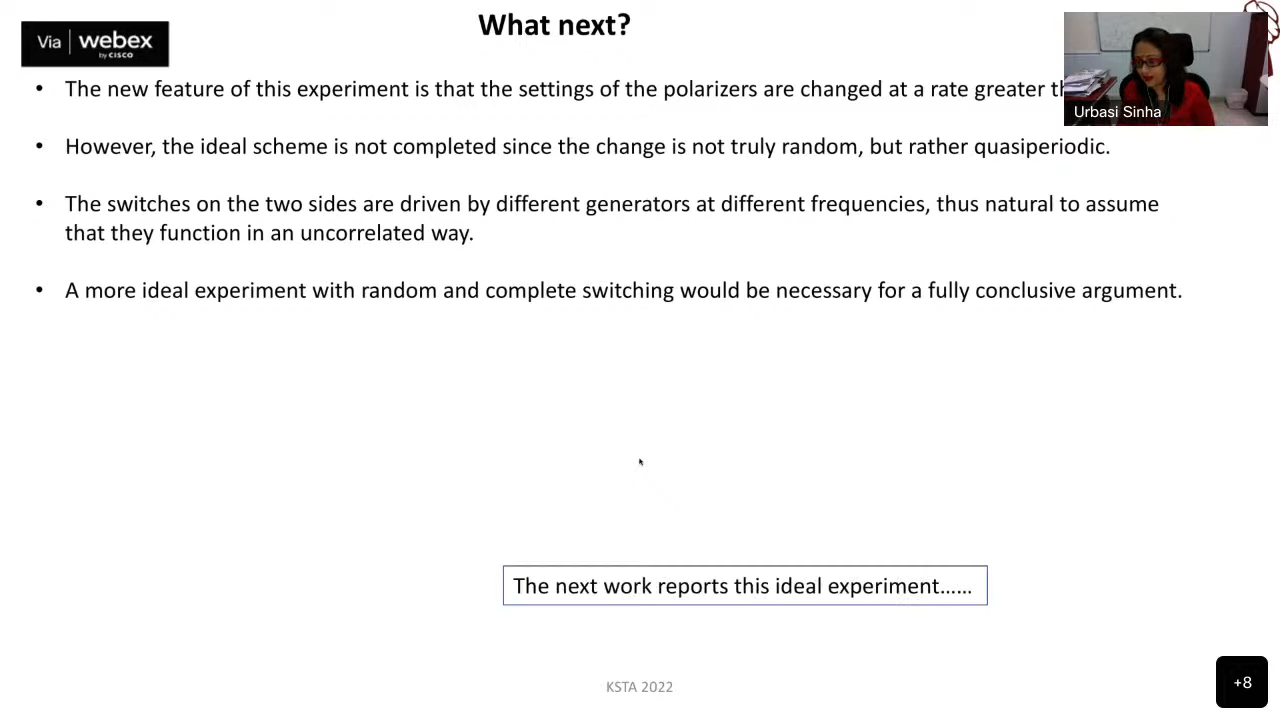 What next?
Via | webex
by CISCO
• The new feature of this experiment is that the settings of the polarizers are changed at a rate greater
• However, the ideal scheme is not completed since the change is not truly random, but rather quasiperiodic.
• The switches on the two sides are driven by different generators at different frequencies, thus natural to assume
that they function in an uncorrelated way.
• A more ideal experiment with random and complete switching would be necessary for a fully conclusive argument.
Urbasi Sinha
The next work reports this ideal experiment......
KSTA 2022
+8